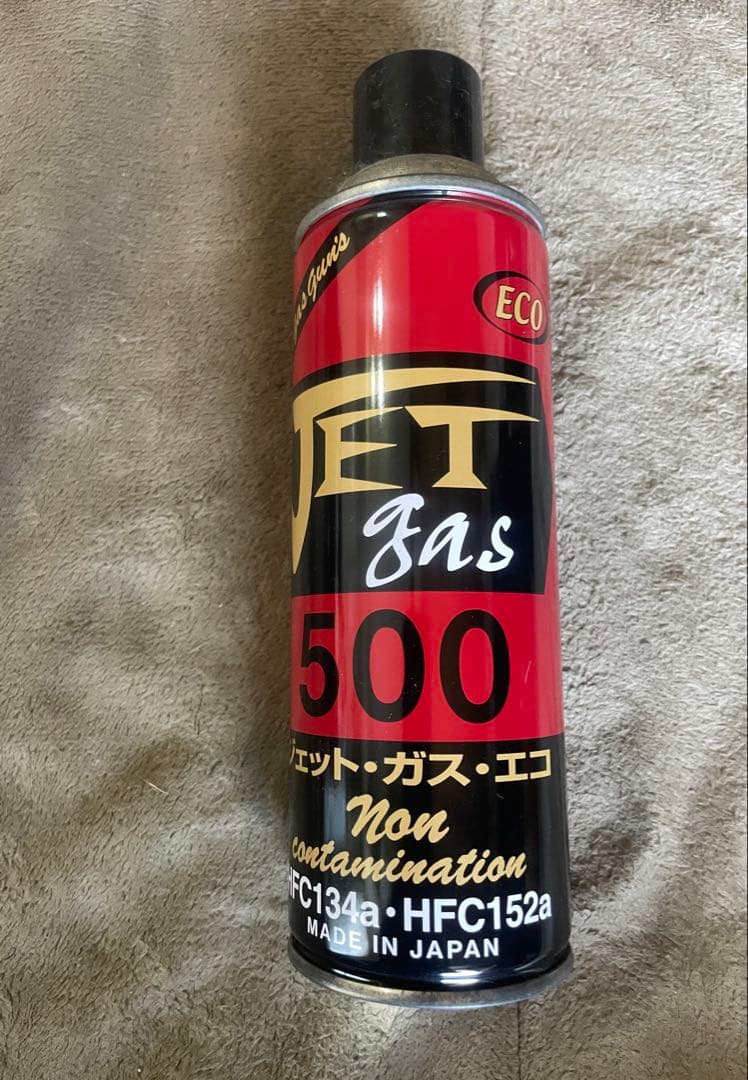 Gun's
ECO
JET
gas
500
ジェット・ガス・エコ
Non
contamination
HFC134a・HFC152a
MADE IN JAPAN